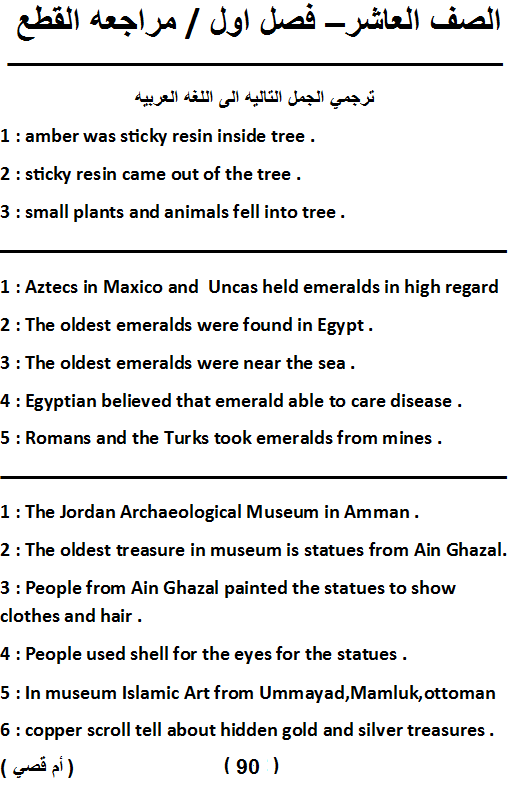 الصف العاشر– فصل اول / مراجعه القطع
ترجمي الجمل التاليه الى اللغه العربيه
1 : amber was sticky resin inside tree .
2 : sticky resin came out of the tree .
3 : small plants and animals fell into tree .
1 : Aztecs in Maxico and Uncas held emeralds in high regard
2 : The oldest emeralds were found in Egypt .
3 : The oldest emeralds were near the sea .
4 : Egyptian believed that emerald able to care disease .
5 : Romans and the Turks took emeralds from mines .
1 : The Jordan Archaeological Museum in Amman .
2 : The oldest treasure in museum is statues from Ain Ghazal.
3 : People from Ain Ghazal painted the statues to show
clothes and hair .
4 : People used shell for the eyes for the statues .
5 : In museum Islamic Art from Ummayad,Mamluk,ottoman
6 : copper scroll tell about hidden gold and silver treasures .
( أم قصي ) ( 90 )